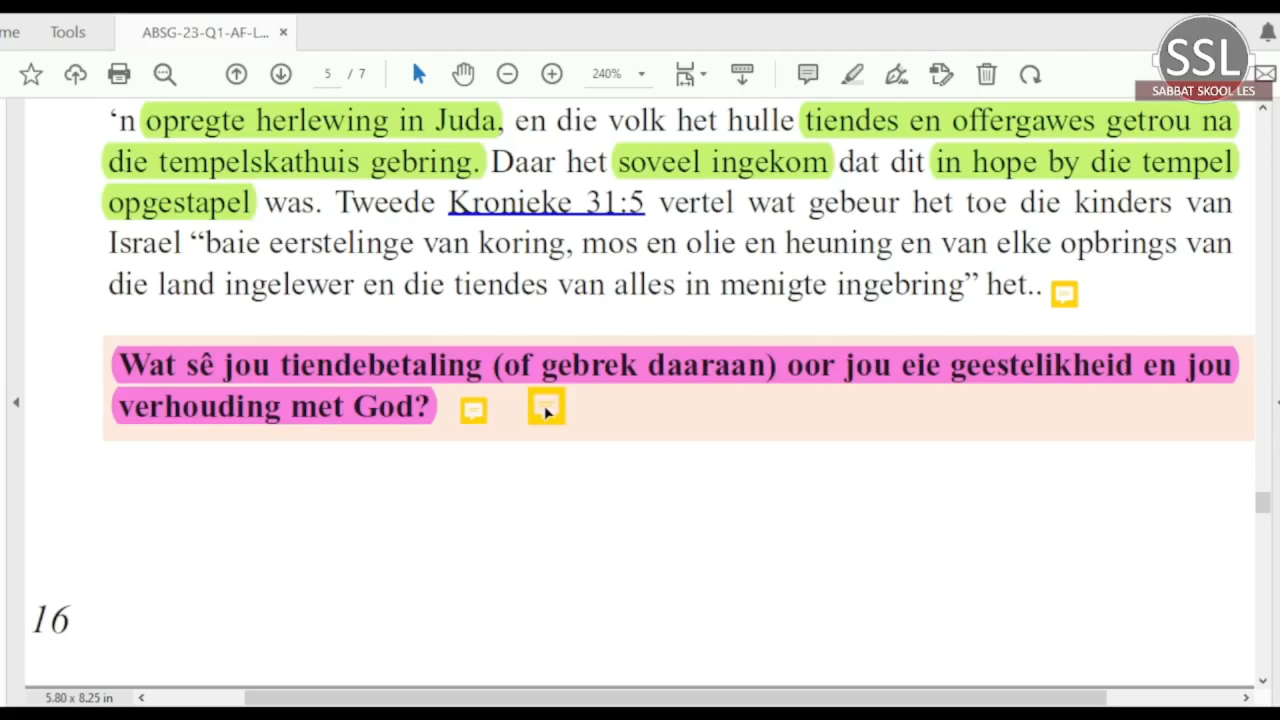 me Tools ABSG-23-Q1-AF-L... ×
SSL
SABBAT SKOOL LES
5 / 7 240%
‘n opregte herlewing in Juda, en die volk het hulle tiendes en offergawes getrou na
die tempelskathuis gebring. Daar het soveel ingekom dat dit in hope by die tempel
opgestapel was. Tweede Kronieke 31:5 vertel wat gebeur het toe die kinders van
Israel “baie eerstelinge van koring, mos en olie en heuning en van elke opbrings van
die land ingelewer en die tiendes van alles in menigte ingebring” het..
Wat sê jou tiendebetaling (of gebrek daaraan) oor jou eie geestelikheid en jou
verhouding met God?
16
5.80 x 8.25 in